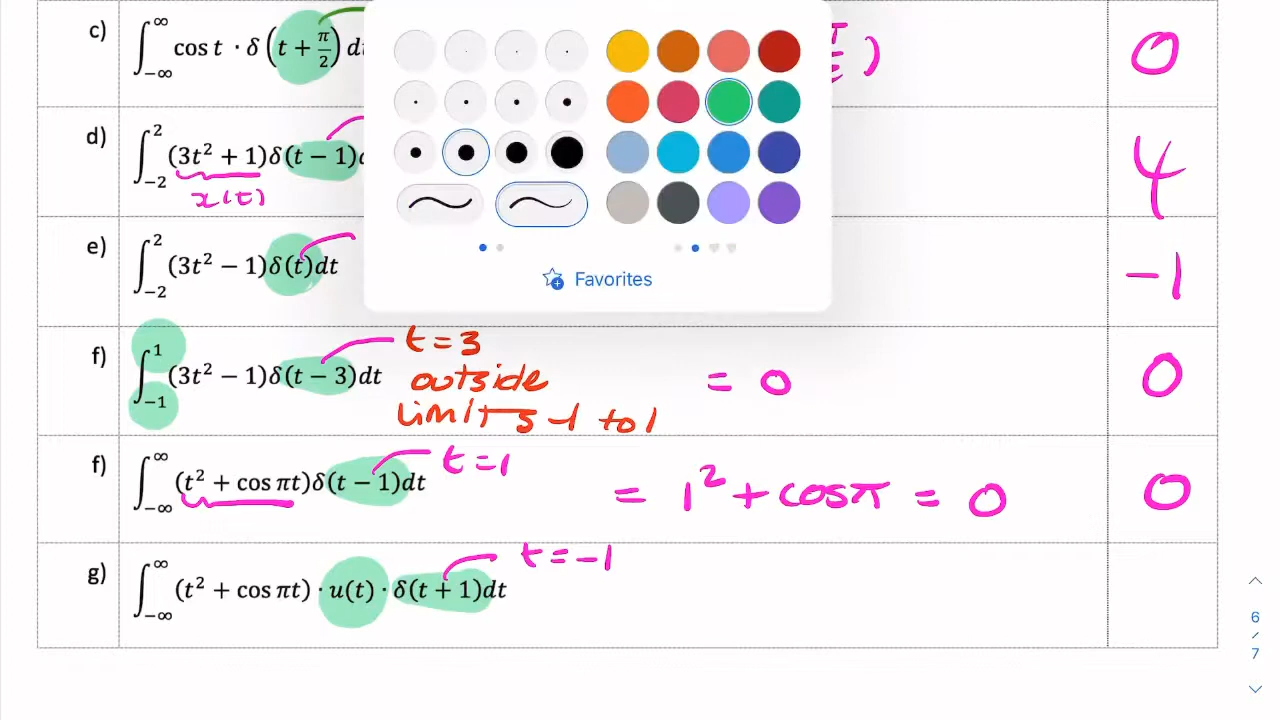 c) ∫_{-∞}^{∞} cos t · δ(t + π/2) dt ) 0
d) ∫_{-2}^{2} (3t² + 1)δ(t − 1)d 4
x(t)
e) ∫_{-2}^{2} (3t² − 1)δ(t)dt −1
Favorites
f) ∫_{-1}^{1} (3t² − 1)δ(t − 3)dt t = 3 = 0 0
outside
limits -1 to 1
f) ∫_{-∞}^{∞} (t² + cos πt)δ(t − 1)dt t = 1 = 1² + cosπ = 0 0
g) ∫_{-∞}^{∞} (t² + cos πt) · u(t) · δ(t + 1)dt t = −1
6
/
7